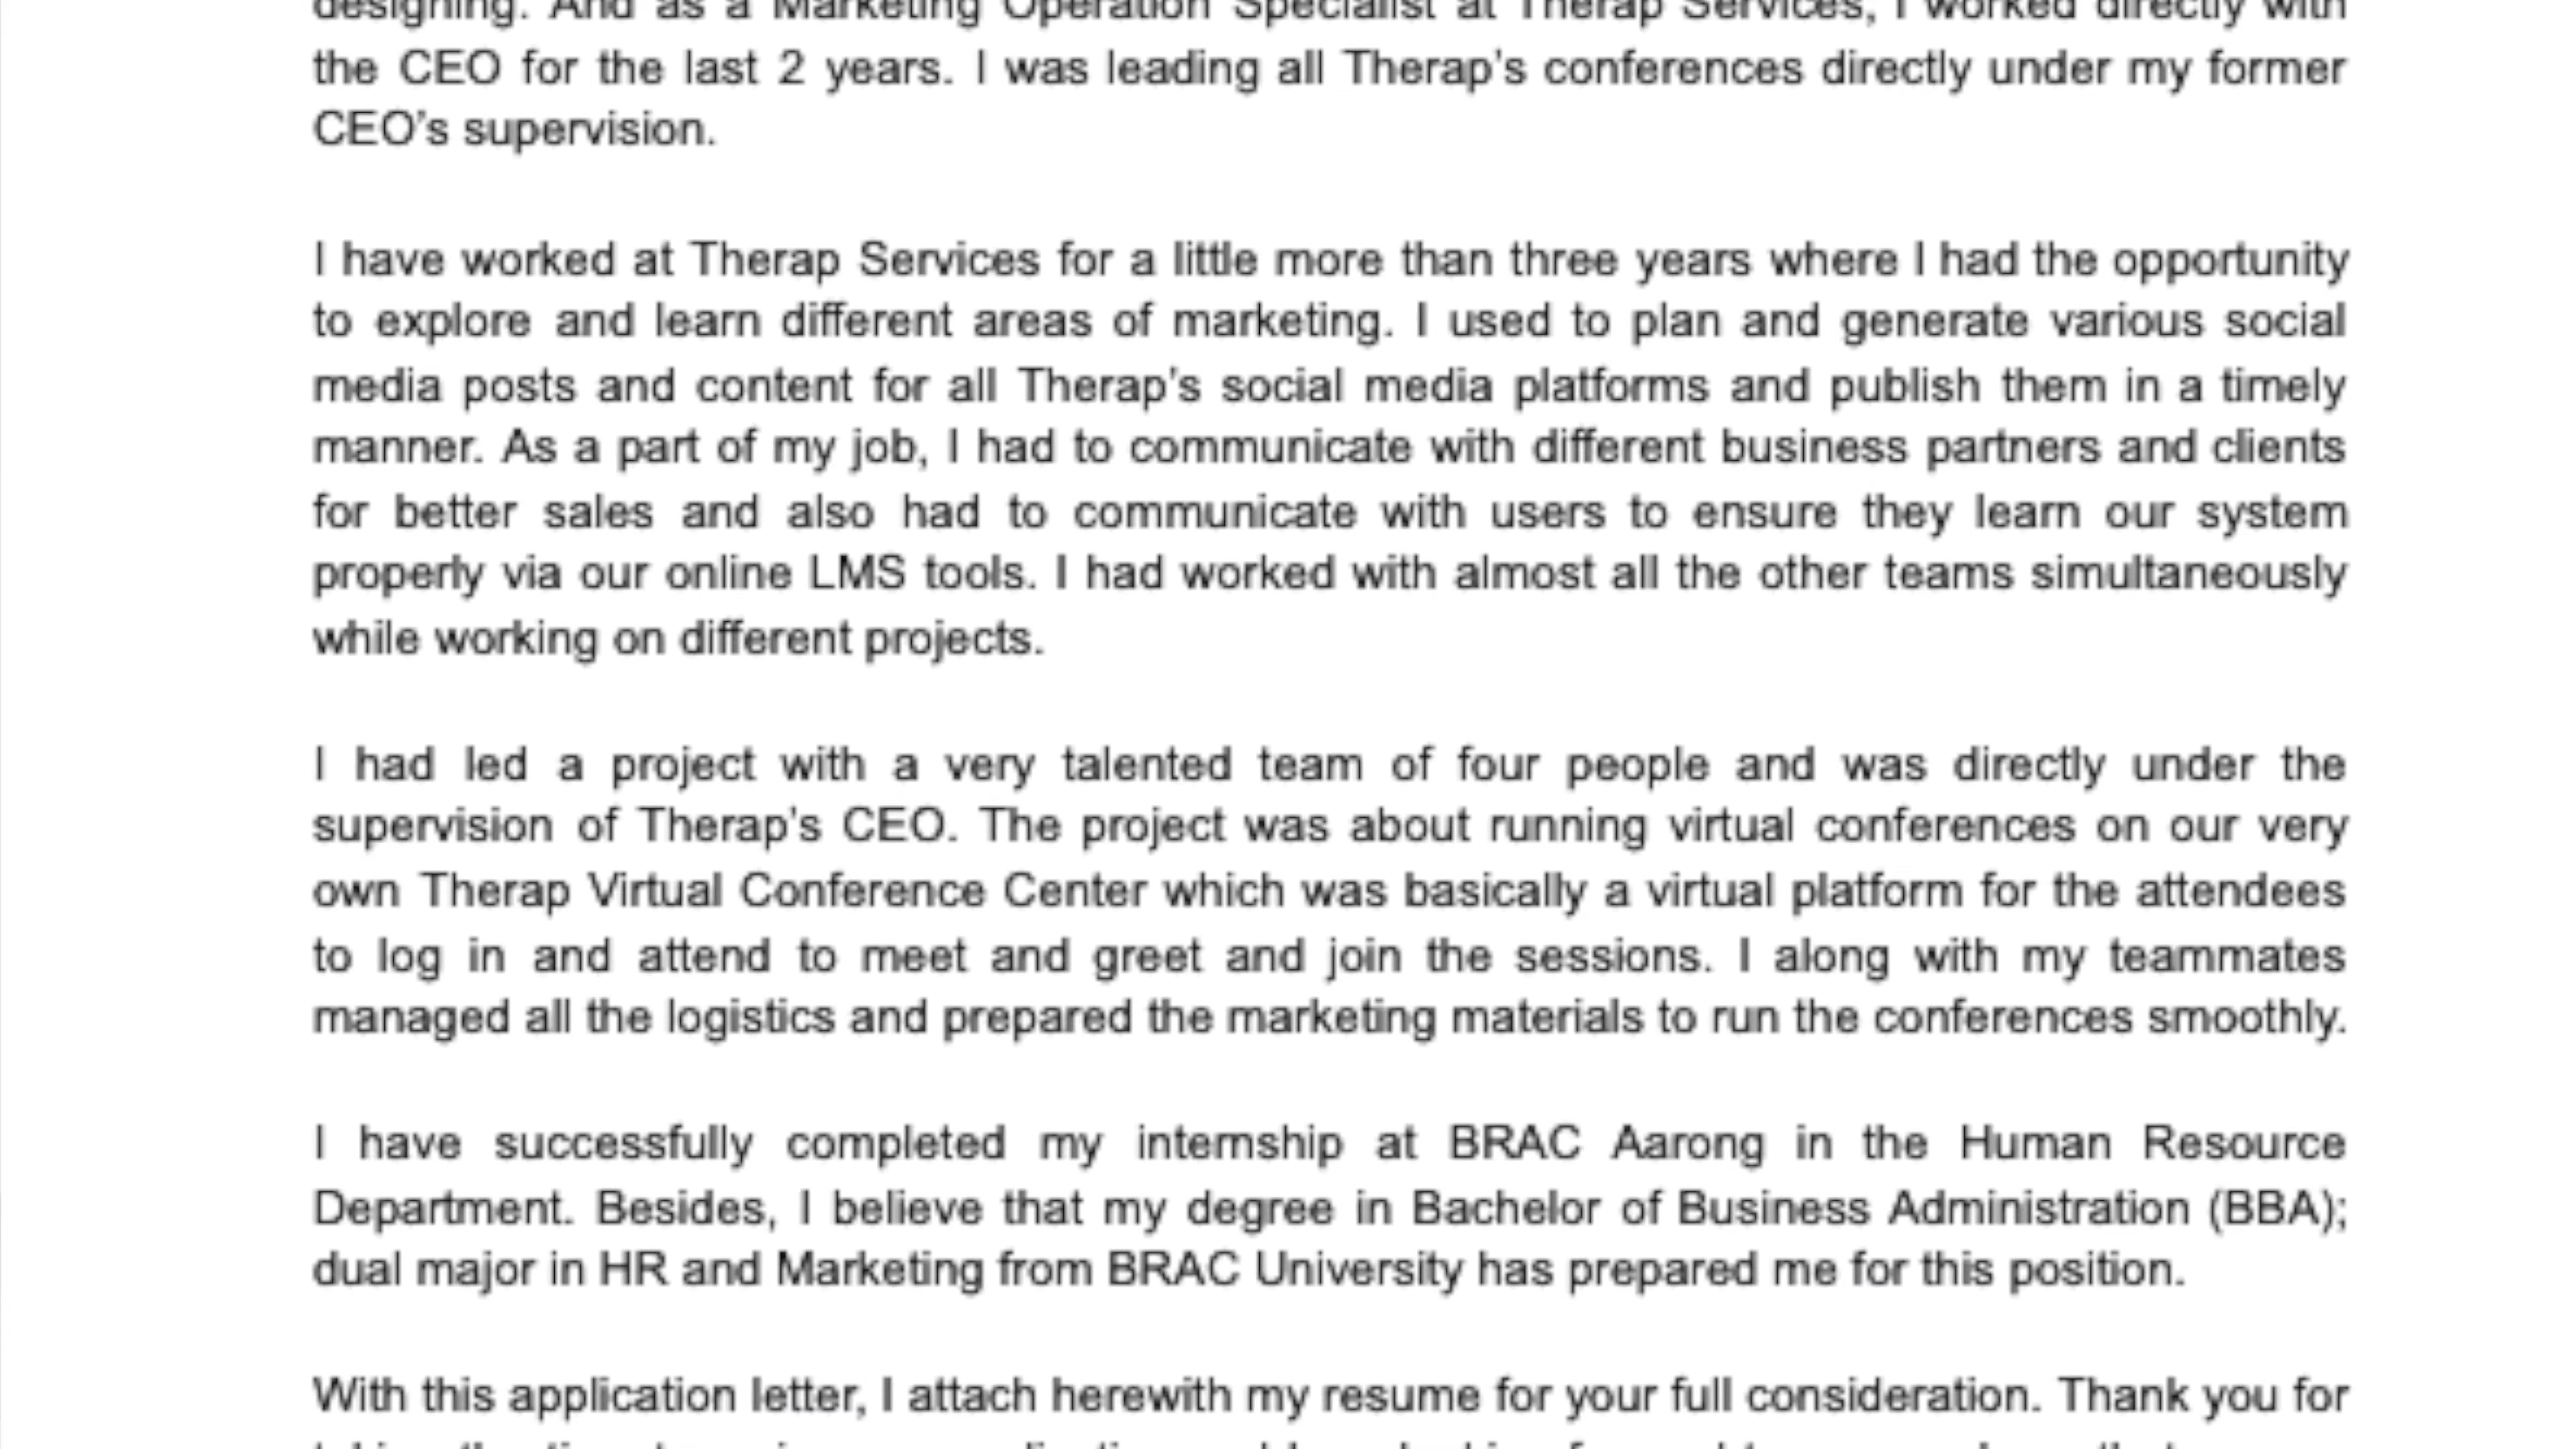 designing. And as a Marketing Operation Specialist at Therap Services, I worked directly with
the CEO for the last 2 years. I was leading all Therap's conferences directly under my former
CEO's supervision.
I have worked at Therap Services for a little more than three years where I had the opportunity
to explore and learn different areas of marketing. I used to plan and generate various social
media posts and content for all Therap's social media platforms and publish them in a timely
manner. As a part of my job, I had to communicate with different business partners and clients
for better sales and also had to communicate with users to ensure they learn our system
properly via our online LMS tools. I had worked with almost all the other teams simultaneously
while working on different projects.
I had led a project with a very talented team of four people and was directly under the
supervision of Therap's CEO. The project was about running virtual conferences on our very
own Therap Virtual Conference Center which was basically a virtual platform for the attendees
to log in and attend to meet and greet and join the sessions. I along with my teammates
managed all the logistics and prepared the marketing materials to run the conferences smoothly.
I have successfully completed my internship at BRAC Aarong in the Human Resource
Department. Besides, I believe that my degree in Bachelor of Business Administration (BBA);
dual major in HR and Marketing from BRAC University has prepared me for this position.
With this application letter, I attach herewith my resume for your full consideration. Thank you for